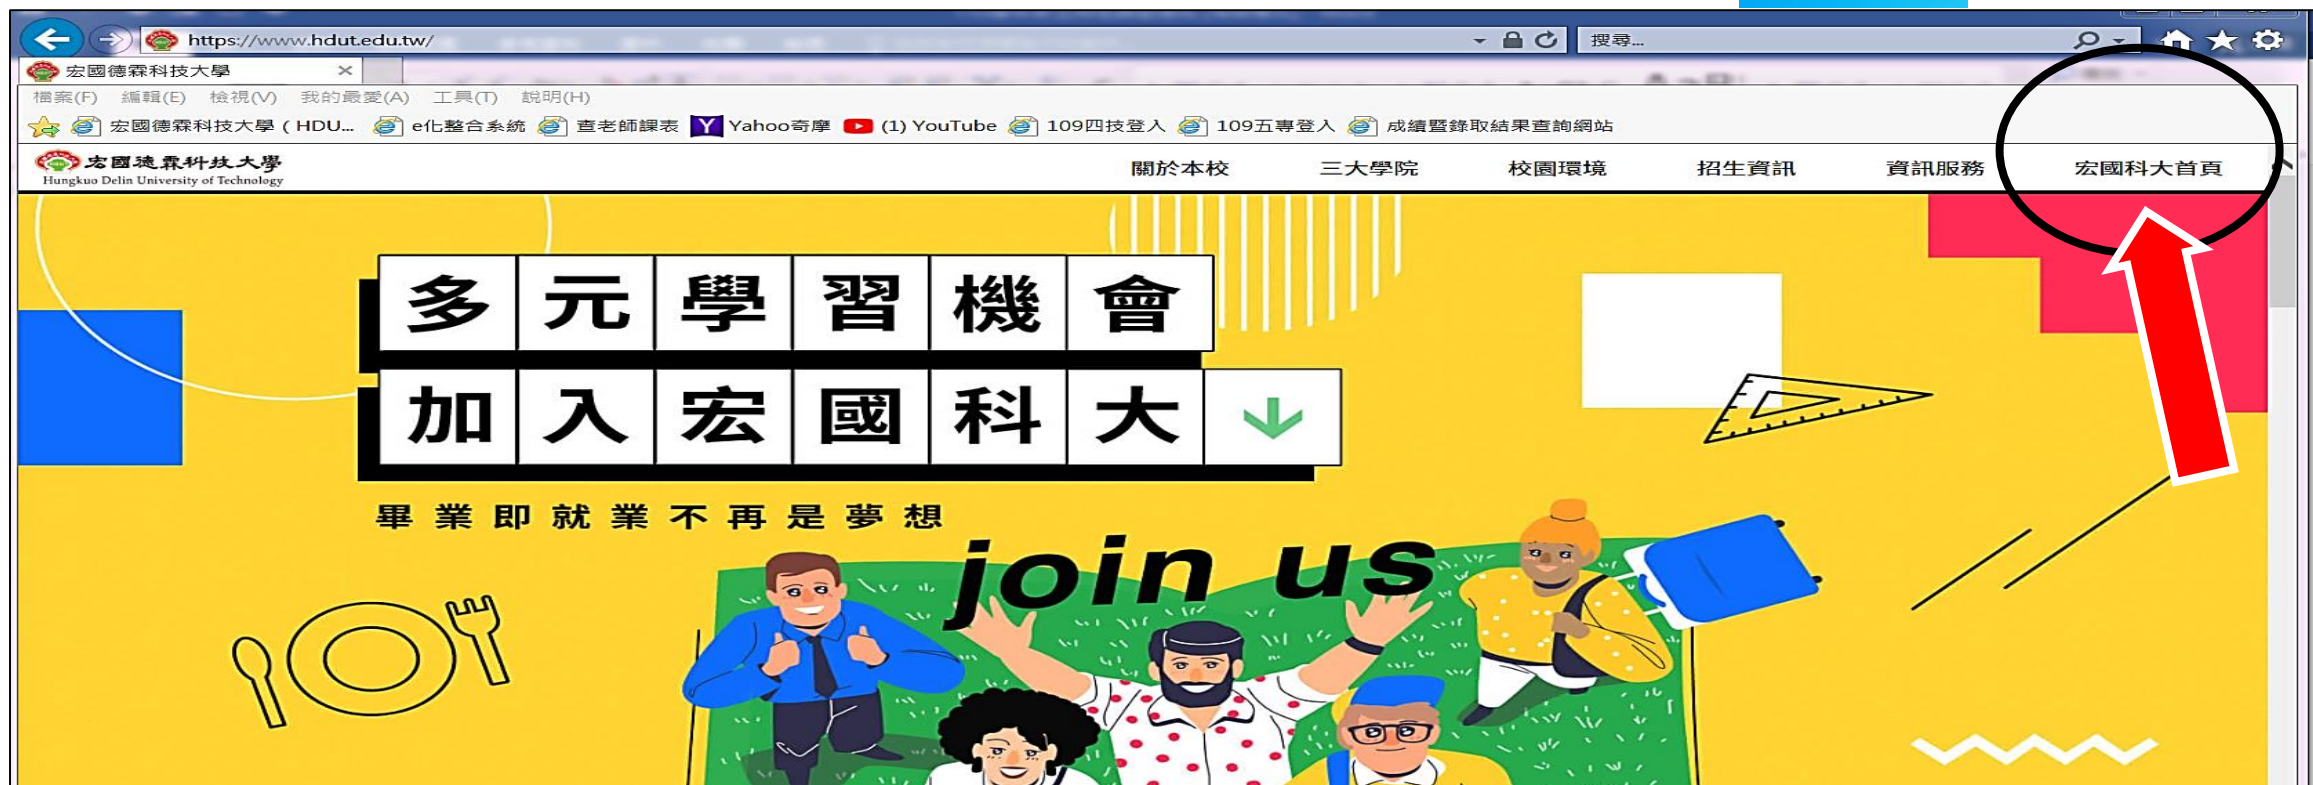 https://www.hdut.edu.tw/
搜尋...
宏國德霖科技大學
檔案(F) 編輯(E) 檢視(V) 我的最愛(A) 工具(T) 說明(H)
宏國德霖科技大學 ( HDU... e化整合系統 查老師課表 Yahoo奇摩 (1) YouTube 109四技登入 109五專登入 成績暨錄取結果查詢網站
宏國德霖科技大學
Hungkuo Delin University of Technology
關於本校 三大學院 校園環境 招生資訊 資訊服務 宏國科大首頁
多元學習機會
加入宏國科大
畢業即就業不再是夢想
join us